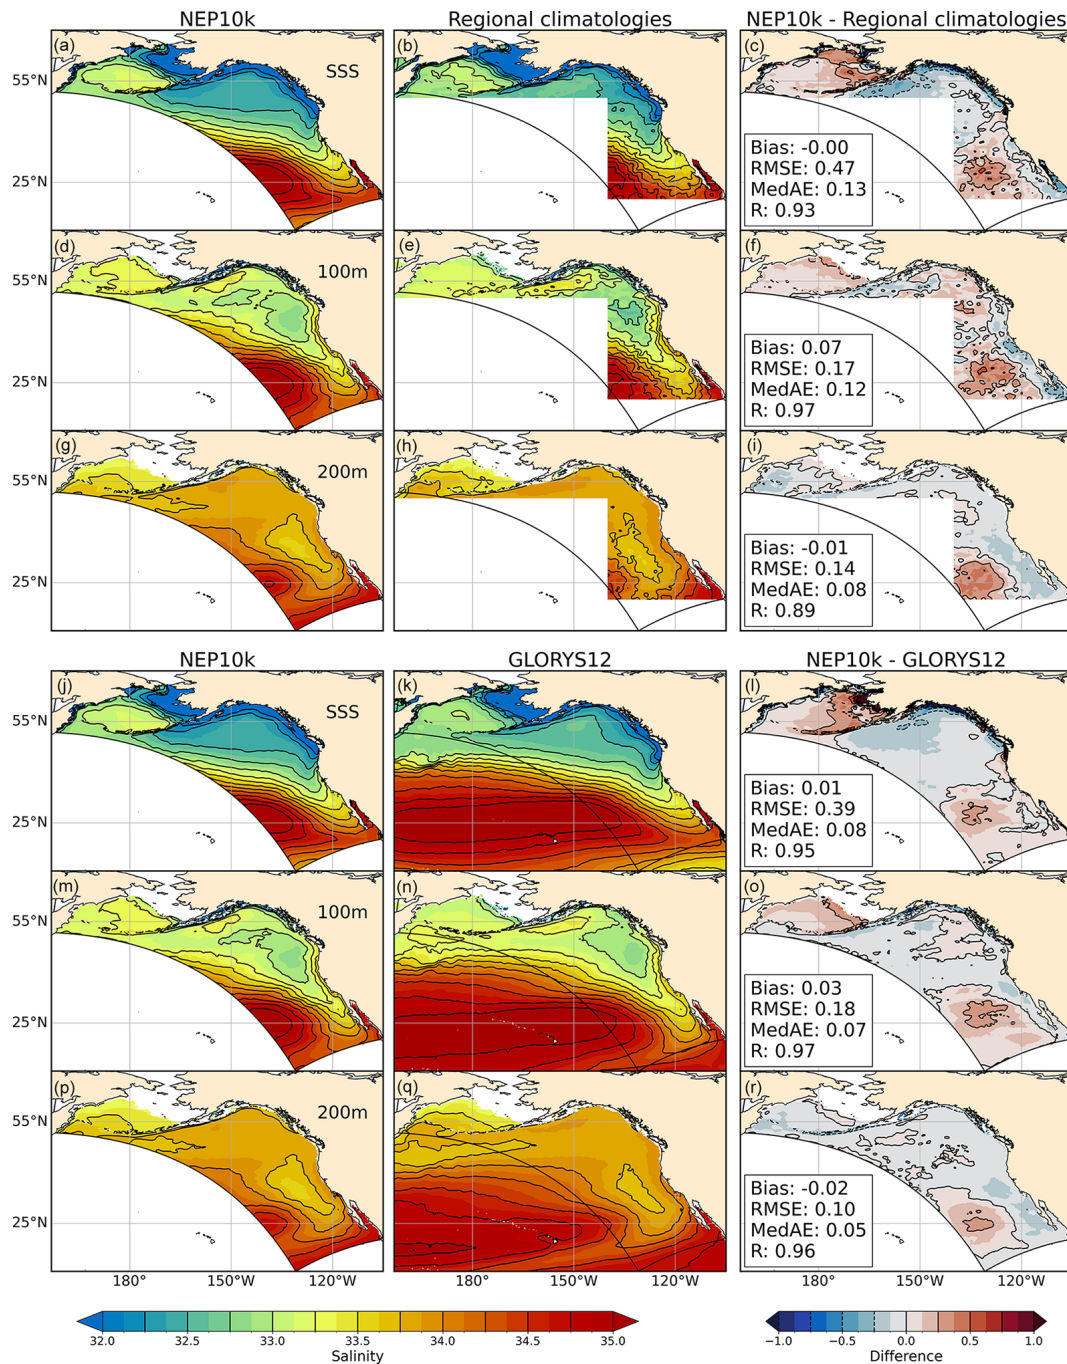 NEP10k Regional climatologies NEP10k - Regional climatologies
(a) SSS (b) (c)
55°N
25°N
Bias: -0.00
RMSE: 0.47
MedAE: 0.13
R: 0.93
(d) 100m (e) (f)
55°N
25°N
Bias: 0.07
RMSE: 0.17
MedAE: 0.12
R: 0.97
(g) 200m (h) (i)
55°N
25°N
Bias: -0.01
RMSE: 0.14
MedAE: 0.08
R: 0.89
NEP10k GLORYS12 NEP10k - GLORYS12
(j) SSS (k) (l)
55°N
25°N
Bias: 0.01
RMSE: 0.39
MedAE: 0.08
R: 0.95
(m) 100m (n) (o)
55°N
25°N
Bias: 0.03
RMSE: 0.18
MedAE: 0.07
R: 0.97
(p) 200m (q) (r)
55°N
25°N
Bias: -0.02
RMSE: 0.10
MedAE: 0.05
R: 0.96
180° 150°W 120°W 180° 150°W 120°W 180° 150°W 120°W
32.0 32.5 33.0 33.5 34.0 34.5 35.0 −1.0 −0.5 0.0 0.5 1.0
Salinity Difference